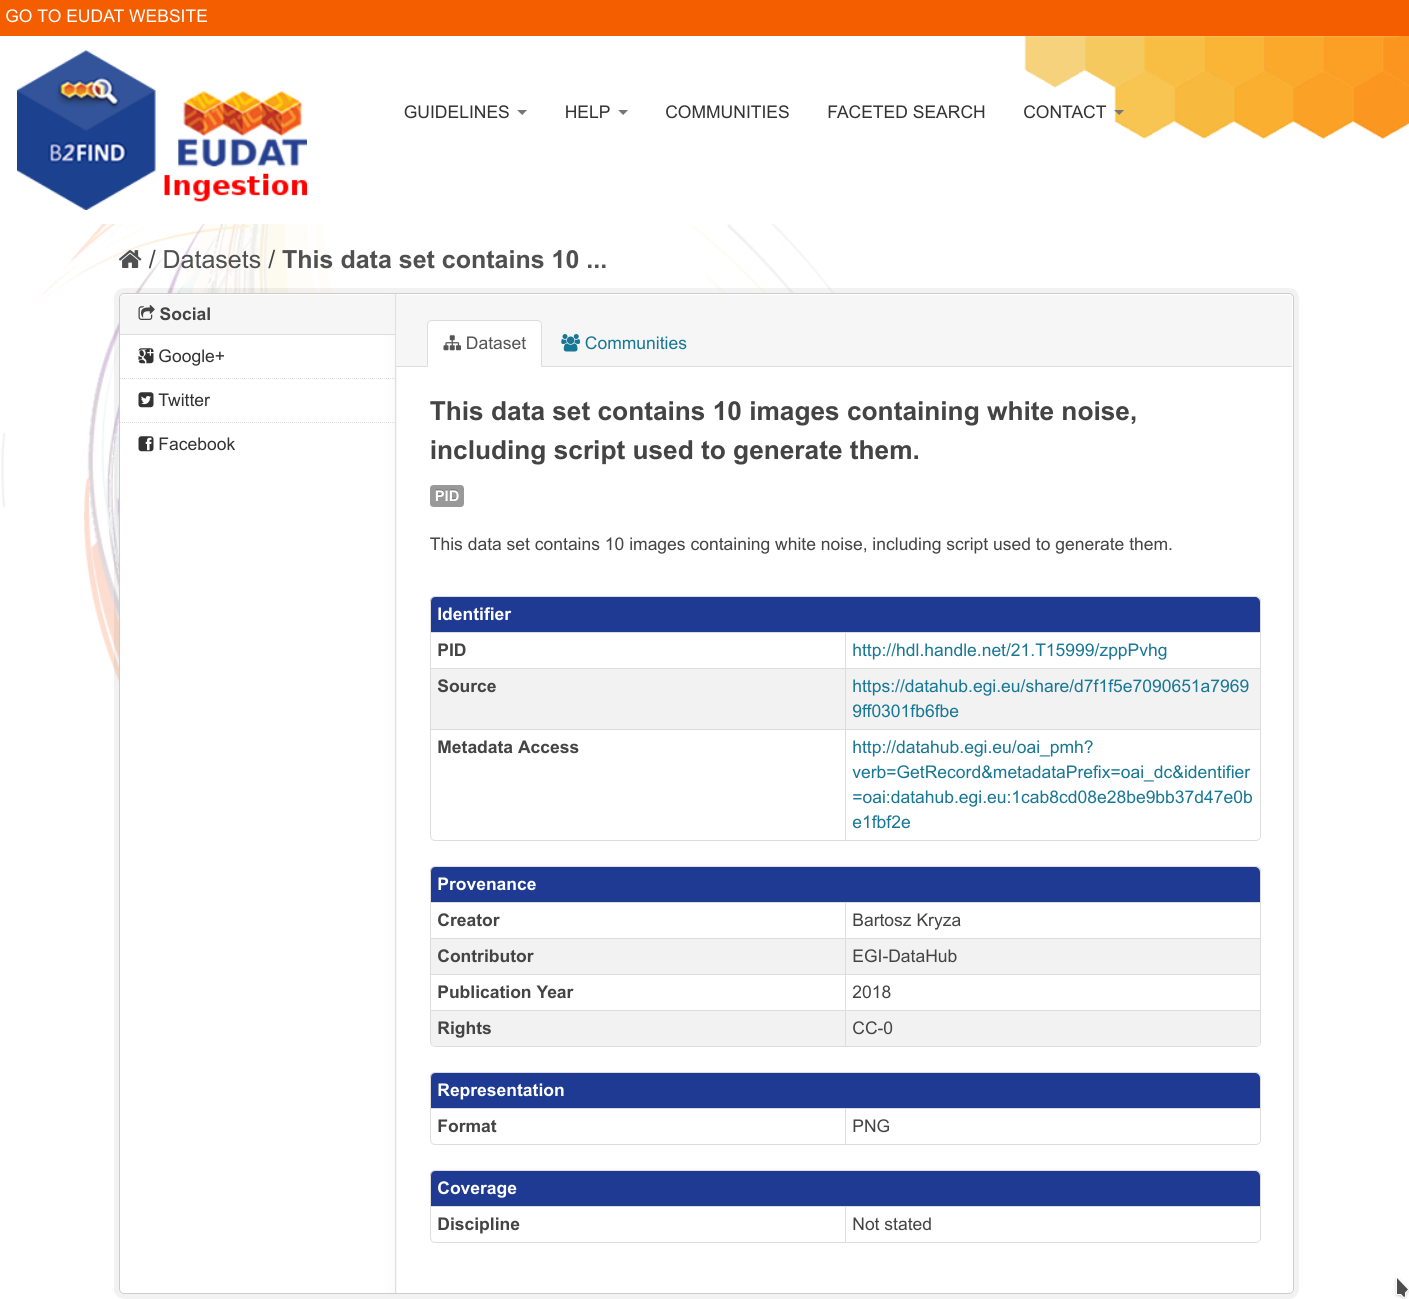 GO TO EUDAT WEBSITE
B2FIND
EUDAT
Ingestion
GUIDELINES HELP COMMUNITIES FACETED SEARCH CONTACT
/ Datasets / This data set contains 10 ...
Social
Google+
Twitter
Facebook
Dataset Communities
This data set contains 10 images containing white noise,
including script used to generate them.
PID
This data set contains 10 images containing white noise, including script used to generate them.
Identifier
PID http://hdl.handle.net/21.T15999/zppPvhg
Source https://datahub.egi.eu/share/d7f1f5e7090651a7969
9ff0301fb6fbe
Metadata Access http://datahub.egi.eu/oai_pmh?
verb=GetRecord&metadataPrefix=oai_dc&identifier
=oai:datahub.egi.eu:1cab8cd08e28be9bb37d47e0b
e1fbf2e
Provenance
Creator Bartosz Kryza
Contributor EGI-DataHub
Publication Year 2018
Rights CC-0
Representation
Format PNG
Coverage
Discipline Not stated